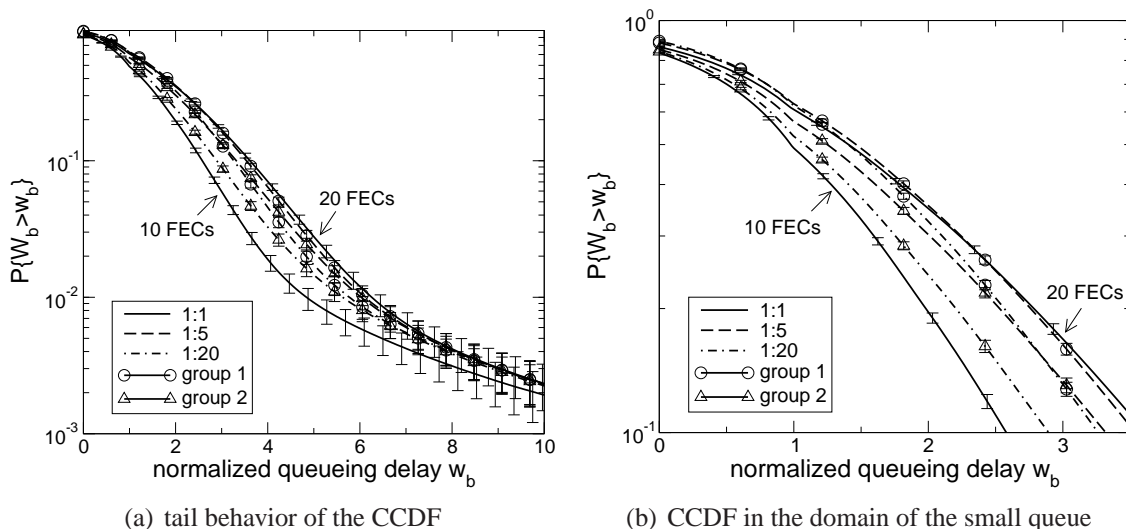 10^-1
10^-2
10^-3
P{W_b>w_b}
20 FECs
10 FECs
1:1
1:5
1:20
group 1
group 2
0 2 4 6 8 10
normalized queueing delay w_b
(a) tail behavior of the CCDF
10^0
10^-1
P{W_b>w_b}
10 FECs
20 FECs
1:1
1:5
1:20
group 1
group 2
0 1 2 3
normalized queueing delay w_b
(b) CCDF in the domain of the small queue